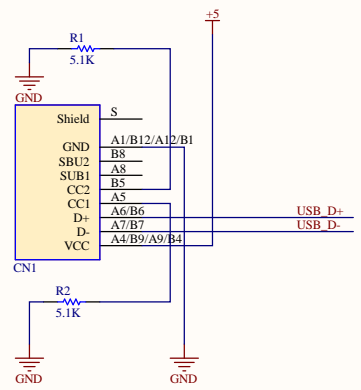 +5
R1
5.1K
GND
Shield
S
GND
A1/B12/A12/B1
SBU2
B8
SUB1
A8
CC2
B5
CC1
A5
D+
A6/B6
USB_D+
D-
A7/B7
USB_D-
VCC
A4/B9/A9/B4
CN1
R2
5.1K
GND
GND